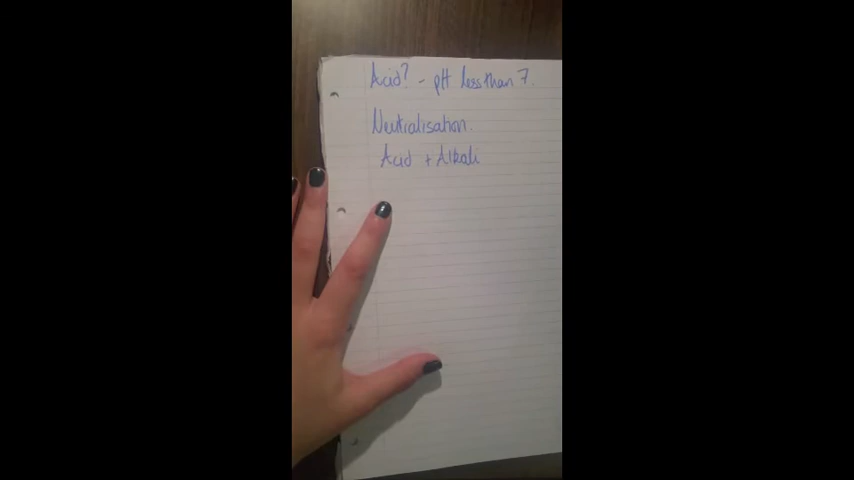 Acid? - pH less than 7.
Neutralisation.
Acid + Alkali